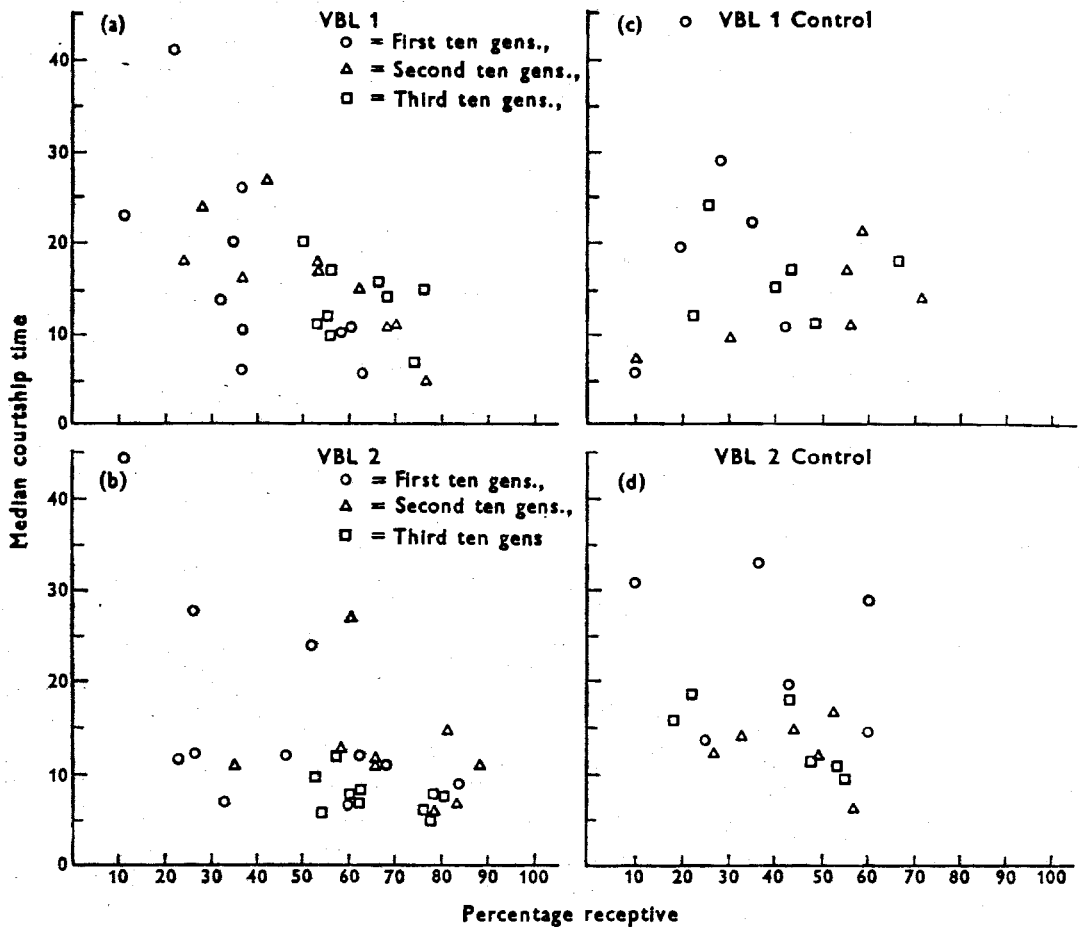 (a)
VBL 1
= First ten gens.,
= Second ten gens.,
= Third ten gens.,
40
30
20
10
0
(c)
VBL 1 Control
(b)
VBL 2
= First ten gens.,
= Second ten gens.,
= Third ten gens
40
30
20
10
0
10 20 30 40 50 60 70 80 90 100
(d)
VBL 2 Control
10 20 30 40 50 60 70 80 90 100
Median courtship time
Percentage receptive